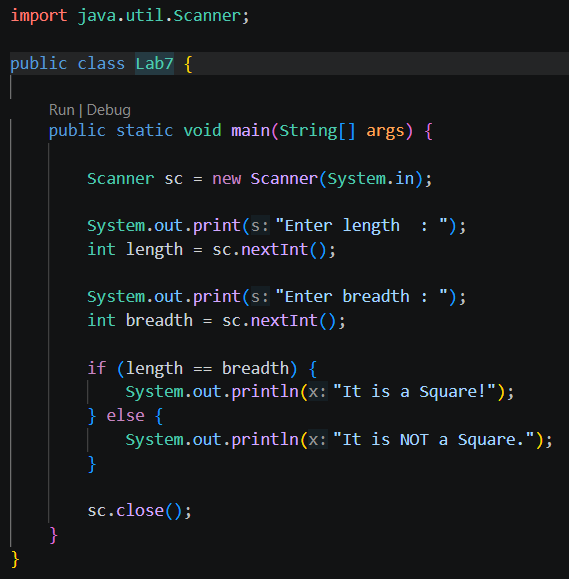 import java.util.Scanner;
public class Lab7 {
Run | Debug
public static void main(String[] args) {
Scanner sc = new Scanner(System.in);
System.out.print(s: "Enter length  : ");
int length = sc.nextInt();
System.out.print(s: "Enter breadth : ");
int breadth = sc.nextInt();
if (length == breadth) {
System.out.println(x: "It is a Square!");
} else {
System.out.println(x: "It is NOT a Square.");
}
sc.close();
}
}